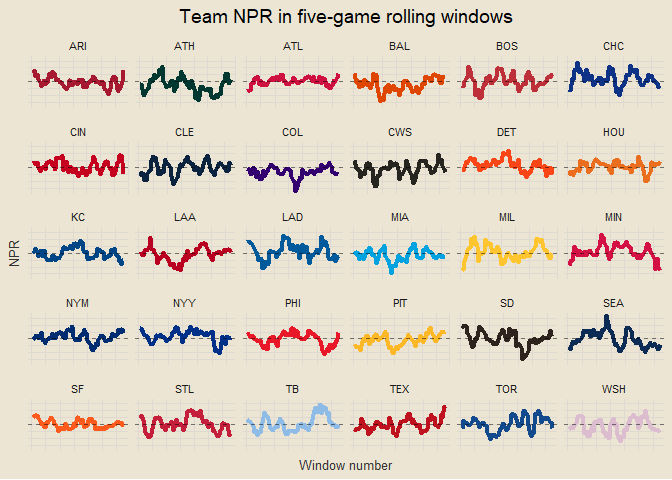 Team NPR in five-game rolling windows
ARI ATH ATL BAL BOS CHC
CIN CLE COL CWS DET HOU
KC LAA LAD MIA MIL MIN
NPR
NYM NYY PHI PIT SD SEA
SF STL TB TEX TOR WSH
Window number